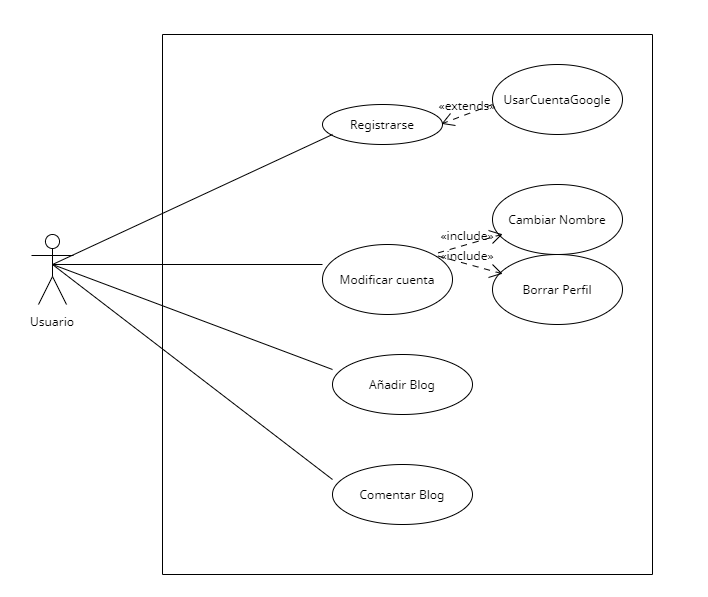 UsarCuentaGoogle
«extends»
Registrarse
Cambiar Nombre
«include»
«include»
Modificar cuenta
Borrar Perfil
Usuario
Añadir Blog
Comentar Blog